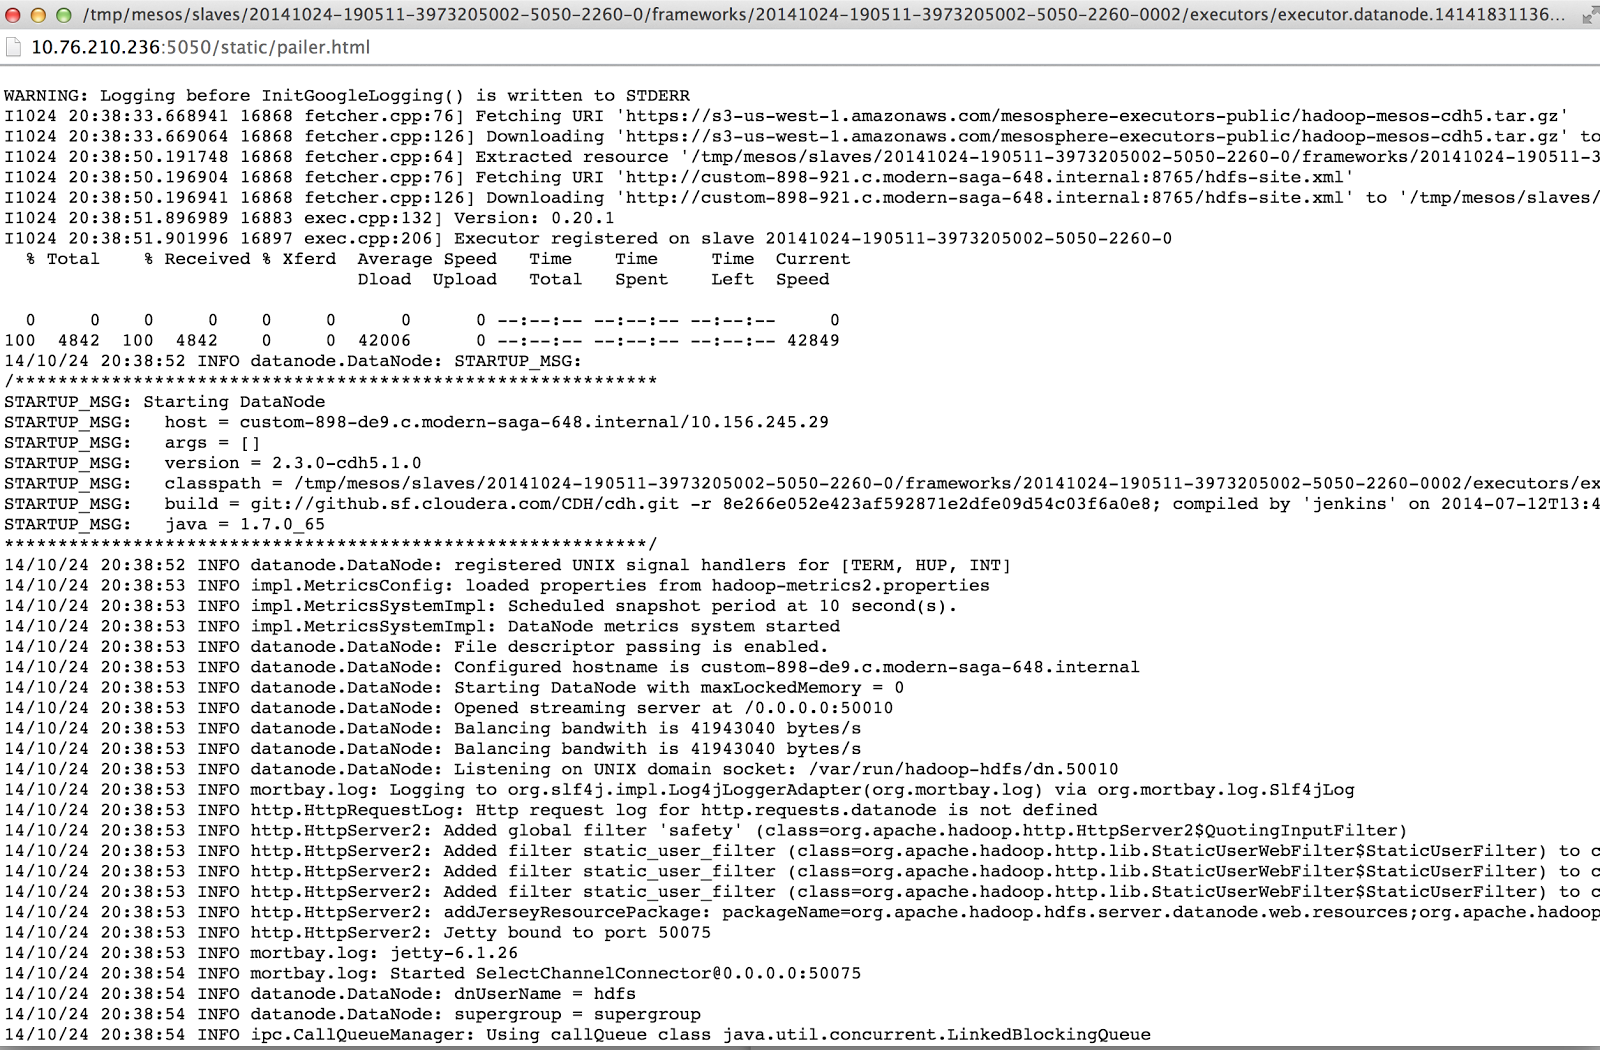 /tmp/mesos/slaves/20141024-190511-3973205002-5050-2260-0/frameworks/20141024-190511-3973205002-5050-2260-0002/executors/executor.datanode.14141831136...
10.76.210.236:5050/static/pailer.html
WARNING: Logging before InitGoogleLogging() is written to STDERR
I1024 20:38:33.668941 16868 fetcher.cpp:76] Fetching URI 'https://s3-us-west-1.amazonaws.com/mesosphere-executors-public/hadoop-mesos-cdh5.tar.gz'
I1024 20:38:33.669064 16868 fetcher.cpp:126] Downloading 'https://s3-us-west-1.amazonaws.com/mesosphere-executors-public/hadoop-mesos-cdh5.tar.gz' to
I1024 20:38:50.191748 16868 fetcher.cpp:64] Extracted resource '/tmp/mesos/slaves/20141024-190511-3973205002-5050-2260-0/frameworks/20141024-190511-3
I1024 20:38:50.196904 16868 fetcher.cpp:76] Fetching URI 'http://custom-898-921.c.modern-saga-648.internal:8765/hdfs-site.xml'
I1024 20:38:50.196941 16868 fetcher.cpp:126] Downloading 'http://custom-898-921.c.modern-saga-648.internal:8765/hdfs-site.xml' to '/tmp/mesos/slaves/
I1024 20:38:51.896989 16883 exec.cpp:132] Version: 0.20.1
I1024 20:38:51.901996 16897 exec.cpp:206] Executor registered on slave 20141024-190511-3973205002-5050-2260-0
  % Total    % Received % Xferd  Average Speed   Time    Time     Time  Current
                                 Dload  Upload   Total   Spent    Left  Speed
  0     0    0     0    0     0      0      0 --:--:-- --:--:-- --:--:--     0
100  4842  100  4842    0     0  42006      0 --:--:-- --:--:-- --:--:-- 42849
14/10/24 20:38:52 INFO datanode.DataNode: STARTUP_MSG:
/************************************************************
STARTUP_MSG: Starting DataNode
STARTUP_MSG:   host = custom-898-de9.c.modern-saga-648.internal/10.156.245.29
STARTUP_MSG:   args = []
STARTUP_MSG:   version = 2.3.0-cdh5.1.0
STARTUP_MSG:   classpath = /tmp/mesos/slaves/20141024-190511-3973205002-5050-2260-0/frameworks/20141024-190511-3973205002-5050-2260-0002/executors/ex
STARTUP_MSG:   build = git://github.sf.cloudera.com/CDH/cdh.git -r 8e266e052e423af592871e2dfe09d54c03f6a0e8; compiled by 'jenkins' on 2014-07-12T13:4
STARTUP_MSG:   java = 1.7.0_65
************************************************************/
14/10/24 20:38:52 INFO datanode.DataNode: registered UNIX signal handlers for [TERM, HUP, INT]
14/10/24 20:38:53 INFO impl.MetricsConfig: loaded properties from hadoop-metrics2.properties
14/10/24 20:38:53 INFO impl.MetricsSystemImpl: Scheduled snapshot period at 10 second(s).
14/10/24 20:38:53 INFO impl.MetricsSystemImpl: DataNode metrics system started
14/10/24 20:38:53 INFO datanode.DataNode: File descriptor passing is enabled.
14/10/24 20:38:53 INFO datanode.DataNode: Configured hostname is custom-898-de9.c.modern-saga-648.internal
14/10/24 20:38:53 INFO datanode.DataNode: Starting DataNode with maxLockedMemory = 0
14/10/24 20:38:53 INFO datanode.DataNode: Opened streaming server at /0.0.0.0:50010
14/10/24 20:38:53 INFO datanode.DataNode: Balancing bandwith is 41943040 bytes/s
14/10/24 20:38:53 INFO datanode.DataNode: Balancing bandwith is 41943040 bytes/s
14/10/24 20:38:53 INFO datanode.DataNode: Listening on UNIX domain socket: /var/run/hadoop-hdfs/dn.50010
14/10/24 20:38:53 INFO mortbay.log: Logging to org.slf4j.impl.Log4jLoggerAdapter(org.mortbay.log) via org.mortbay.log.Slf4jLog
14/10/24 20:38:53 INFO http.HttpRequestLog: Http request log for http.requests.datanode is not defined
14/10/24 20:38:53 INFO http.HttpServer2: Added global filter 'safety' (class=org.apache.hadoop.http.HttpServer2$QuotingInputFilter)
14/10/24 20:38:53 INFO http.HttpServer2: Added filter static_user_filter (class=org.apache.hadoop.http.lib.StaticUserWebFilter$StaticUserFilter) to c
14/10/24 20:38:53 INFO http.HttpServer2: Added filter static_user_filter (class=org.apache.hadoop.http.lib.StaticUserWebFilter$StaticUserFilter) to c
14/10/24 20:38:53 INFO http.HttpServer2: Added filter static_user_filter (class=org.apache.hadoop.http.lib.StaticUserWebFilter$StaticUserFilter) to c
14/10/24 20:38:53 INFO http.HttpServer2: addJerseyResourcePackage: packageName=org.apache.hadoop.hdfs.server.datanode.web.resources;org.apache.hadoop
14/10/24 20:38:53 INFO http.HttpServer2: Jetty bound to port 50075
14/10/24 20:38:53 INFO mortbay.log: jetty-6.1.26
14/10/24 20:38:54 INFO mortbay.log: Started SelectChannelConnector@0.0.0.0:50075
14/10/24 20:38:54 INFO datanode.DataNode: dnUserName = hdfs
14/10/24 20:38:54 INFO datanode.DataNode: supergroup = supergroup
14/10/24 20:38:54 INFO ipc.CallQueueManager: Using callQueue class java.util.concurrent.LinkedBlockingQueue